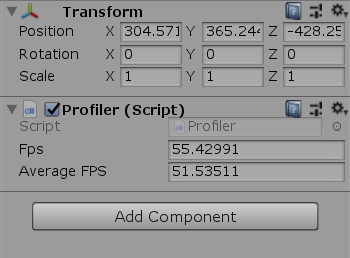 Transform
Position X 304.571 Y 365.244 Z -428.25
Rotation X 0 Y 0 Z 0
Scale X 1 Y 1 Z 1
Profiler (Script)
Script Profiler
Fps 55.42991
Average FPS 51.53511
Add Component